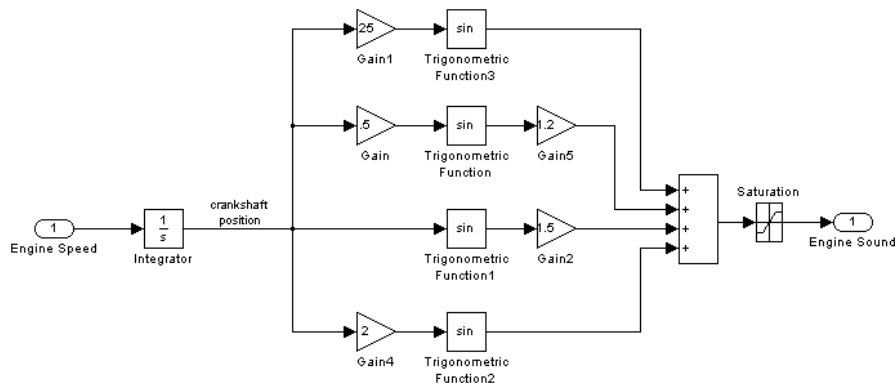 25
sin
Gain1
Trigonometric
Function3
.5
sin
1.2
Gain
Trigonometric
Function
Gain5
crankshaft
position
1
Engine Speed
1
s
Integrator
sin
1.5
Trigonometric
Function1
Gain2
2
sin
Gain4
Trigonometric
Function2
+
+
+
+
Saturation
1
Engine Sound